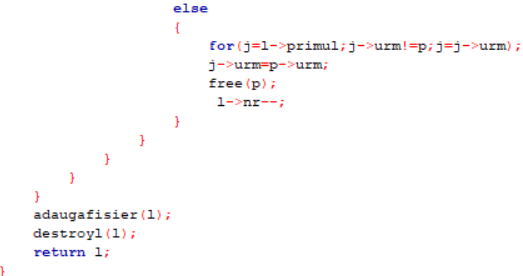 else
{
for(j=l->primul;j->urm!=p;j=j->urm);
j->urm=p->urm;
free(p);
l->nr--;
}
}
}
}
}
adaugafisier(l);
destroyl(l);
return l;
}